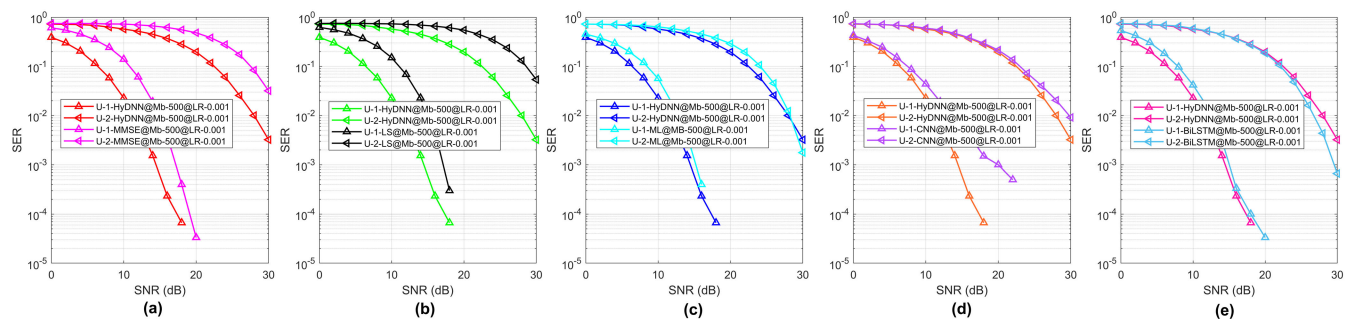 10^0
10^-1
10^-2
10^-3
10^-4
10^-5
SER
U-1-HyDNN@Mb-500@LR-0.001
U-2-HyDNN@Mb-500@LR-0.001
U-1-MMSE@Mb-500@LR-0.001
U-2-MMSE@Mb-500@LR-0.001
0 10 20 30
SNR (dB)
(a)
10^0
10^-1
10^-2
10^-3
10^-4
10^-5
SER
U-1-HyDNN@Mb-500@LR-0.001
U-2-HyDNN@Mb-500@LR-0.001
U-1-LS@Mb-500@LR-0.001
U-2-LS@Mb-500@LR-0.001
0 10 20 30
SNR (dB)
(b)
10^0
10^-1
10^-2
10^-3
10^-4
10^-5
SER
U-1-HyDNN@Mb-500@LR-0.001
U-2-HyDNN@Mb-500@LR-0.001
U-1-ML@MB-500@LR-0.001
U-2-ML@Mb-500@LR-0.001
0 10 20 30
SNR (dB)
(c)
10^0
10^-1
10^-2
10^-3
10^-4
10^-5
SER
U-1-HyDNN@Mb-500@LR-0.001
U-2-HyDNN@Mb-500@LR-0.001
U-1-CNN@Mb-500@LR-0.001
U-2-CNN@Mb-500@LR-0.001
0 10 20 30
SNR (dB)
(d)
10^0
10^-1
10^-2
10^-3
10^-4
10^-5
SER
U-1-HyDNN@Mb-500@LR-0.001
U-2-HyDNN@Mb-500@LR-0.001
U-1-BiLSTM@Mb-500@LR-0.001
U-2-BiLSTM@Mb-500@LR-0.001
0 10 20 30
SNR (dB)
(e)